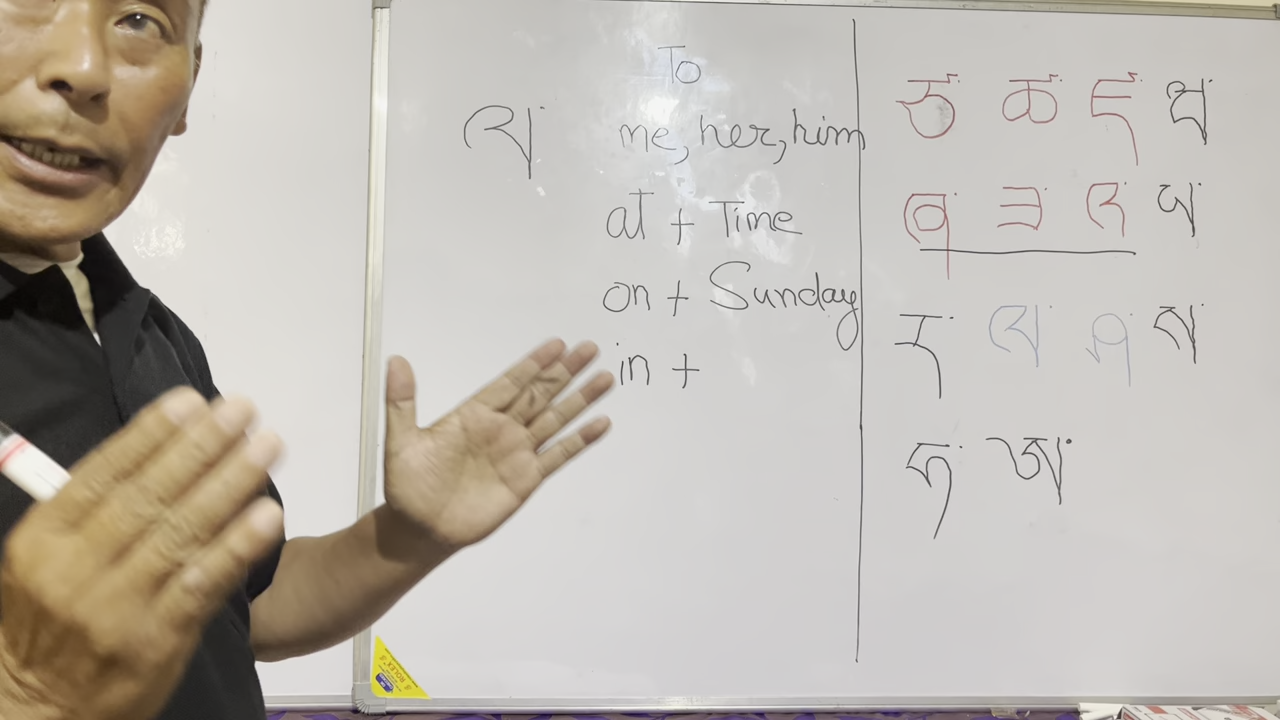 To
ལ་ me, her, him
at + Time
on + Sunday
in +
ཙ་ ཚ་ ཛ་ ཝ་
ཞ་ ཟ་ འ་ ཡ་
ར་ ལ་ ཤ་ ས་
ཧ་ ཨ་